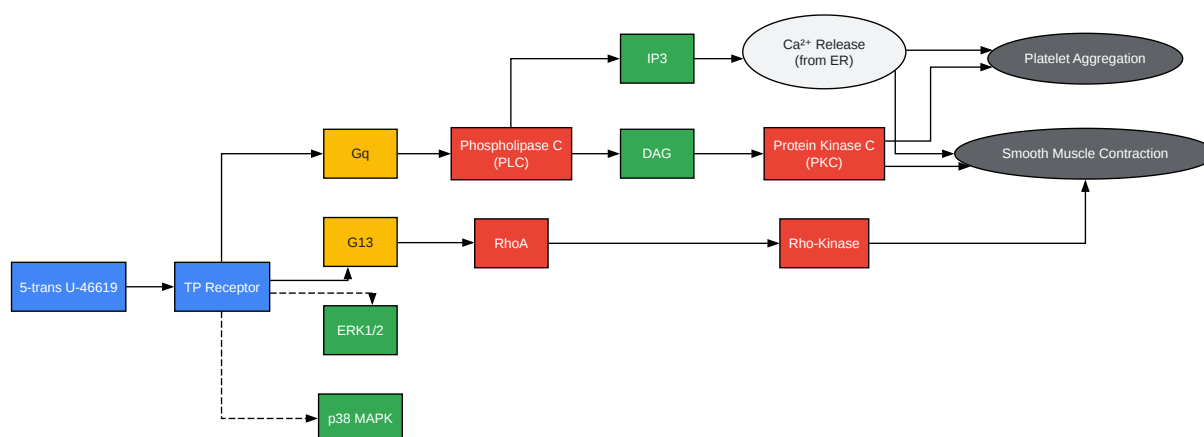 IP3
Ca²⁺ Release
(from ER)
Platelet Aggregation
Gq
Phospholipase C
(PLC)
DAG
Protein Kinase C
(PKC)
Smooth Muscle Contraction
G13
RhoA
Rho-Kinase
5-trans U-46619
TP Receptor
ERK1/2
p38 MAPK